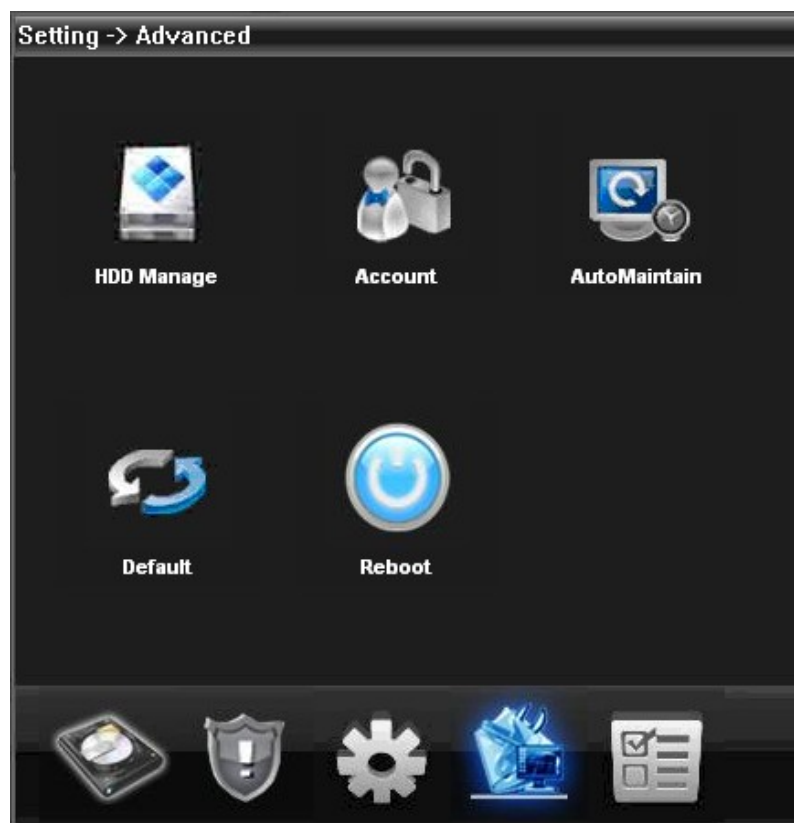 Setting -> Advanced
HDD Manage
Account
AutoMaintain
Default
Reboot